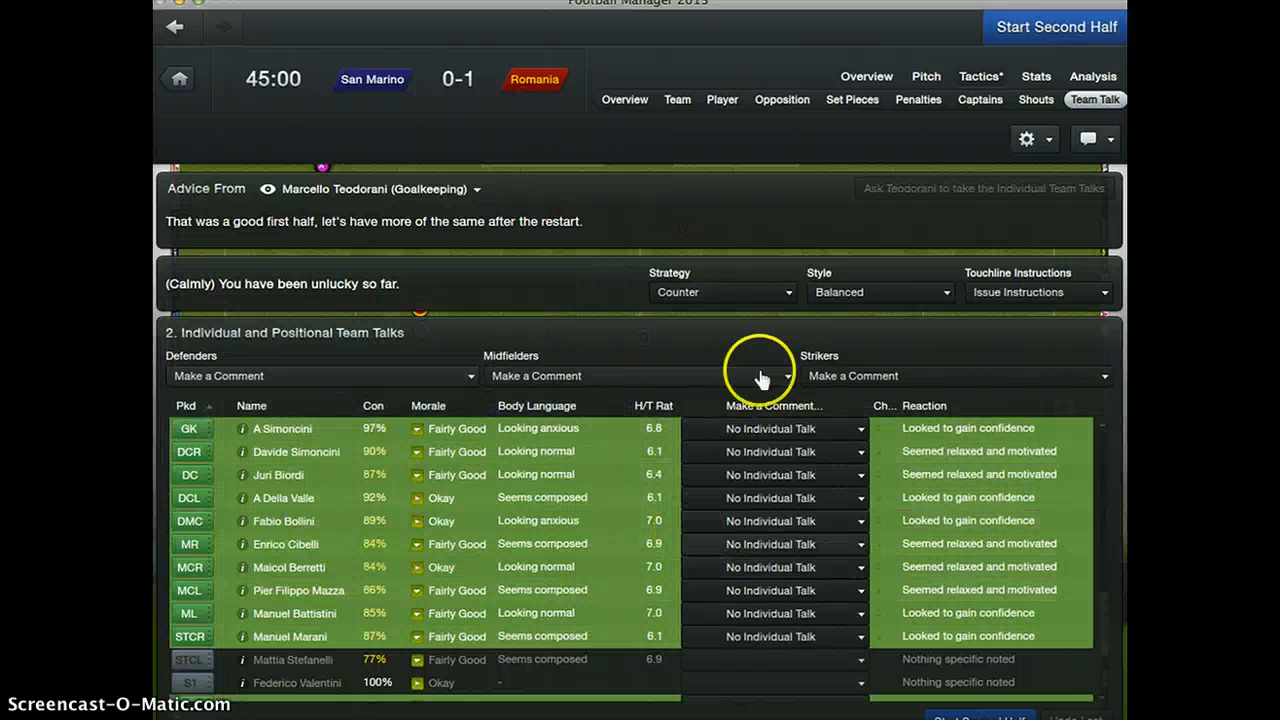 Football Manager 2013
Start Second Half
45:00 San Marino 0-1 Romania
Overview Pitch Tactics* Stats Analysis
Overview Team Player Opposition Set Pieces Penalties Captains Shouts Team Talk
Advice From Marcello Teodorani (Goalkeeping) Ask Teodorani to take the Individual Team Talks
That was a good first half, let's have more of the same after the restart.
Strategy Style Touchline Instructions
(Calmly) You have been unlucky so far. Counter Balanced Issue Instructions
2. Individual and Positional Team Talks
Defenders Midfielders Strikers
Make a Comment Make a Comment Make a Comment
Pkd Name Con Morale Body Language H/T Rat Make a Comment... Ch... Reaction
GK i A Simoncini 97% Fairly Good Looking anxious 6.8 No Individual Talk Looked to gain confidence
DCR i Davide Simoncini 90% Fairly Good Looking normal 6.1 No Individual Talk Seemed relaxed and motivated
DC i Juri Biordi 87% Fairly Good Looking normal 6.4 No Individual Talk Seemed relaxed and motivated
DCL i A Della Valle 92% Okay Seems composed 6.1 No Individual Talk Looked to gain confidence
DMC i Fabio Bollini 89% Okay Looking anxious 7.0 No Individual Talk Looked to gain confidence
MR i Enrico Cibelli 84% Fairly Good Seems composed 6.9 No Individual Talk Seemed relaxed and motivated
MCR i Maicol Berretti 84% Okay Looking normal 7.0 No Individual Talk Seemed relaxed and motivated
MCL i Pier Filippo Mazza 86% Fairly Good Seems composed 6.9 No Individual Talk Seemed relaxed and motivated
ML i Manuel Battistini 85% Fairly Good Looking normal 7.0 No Individual Talk Looked to gain confidence
STCR i Manuel Marani 87% Fairly Good Seems composed 6.1 No Individual Talk Looked to gain confidence
STCL i Mattia Stefanelli 77% Fairly Good Seems composed 6.9 Nothing specific noted
S1 i Federico Valentini 100% Okay - Nothing specific noted
Start Second Half
Screencast-O-Matic.com